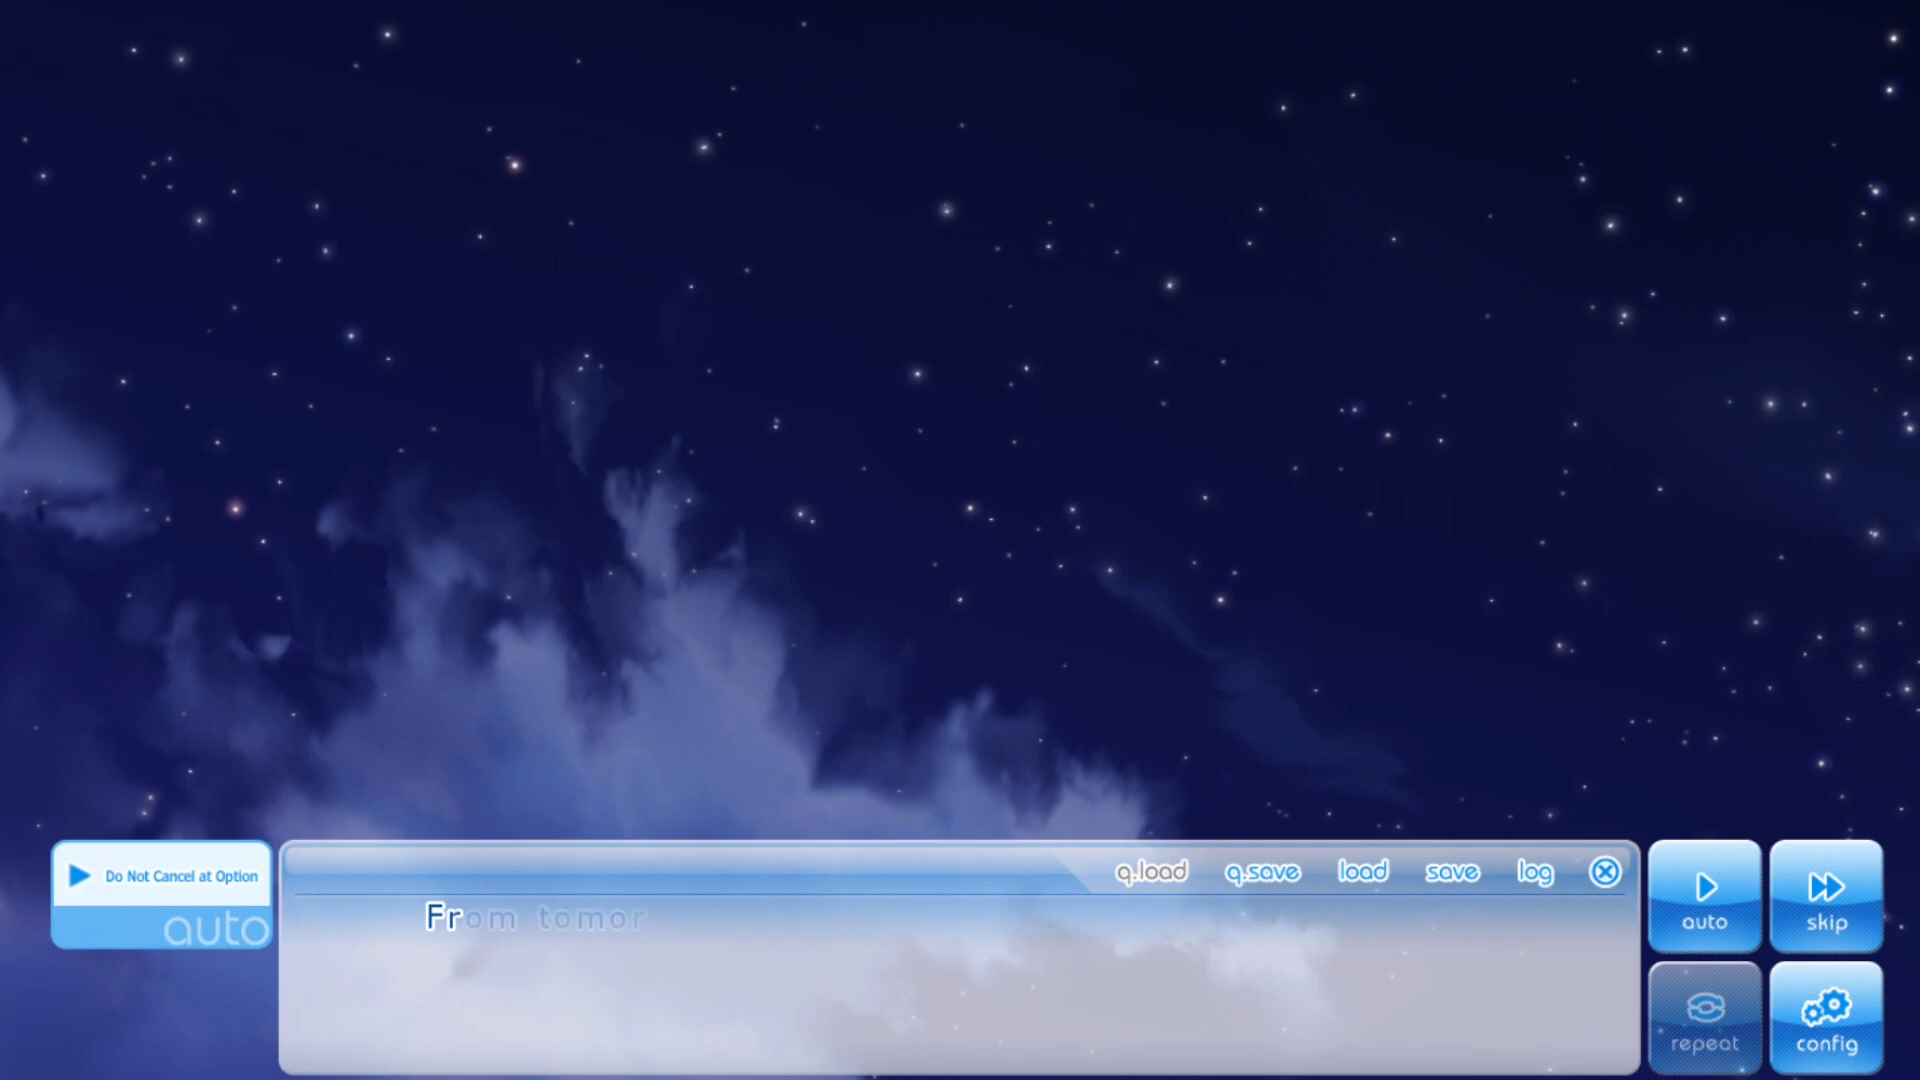 q.load q.save load save log
Do Not Cancel at Option
auto
From tomor
auto
skip
repeat
config